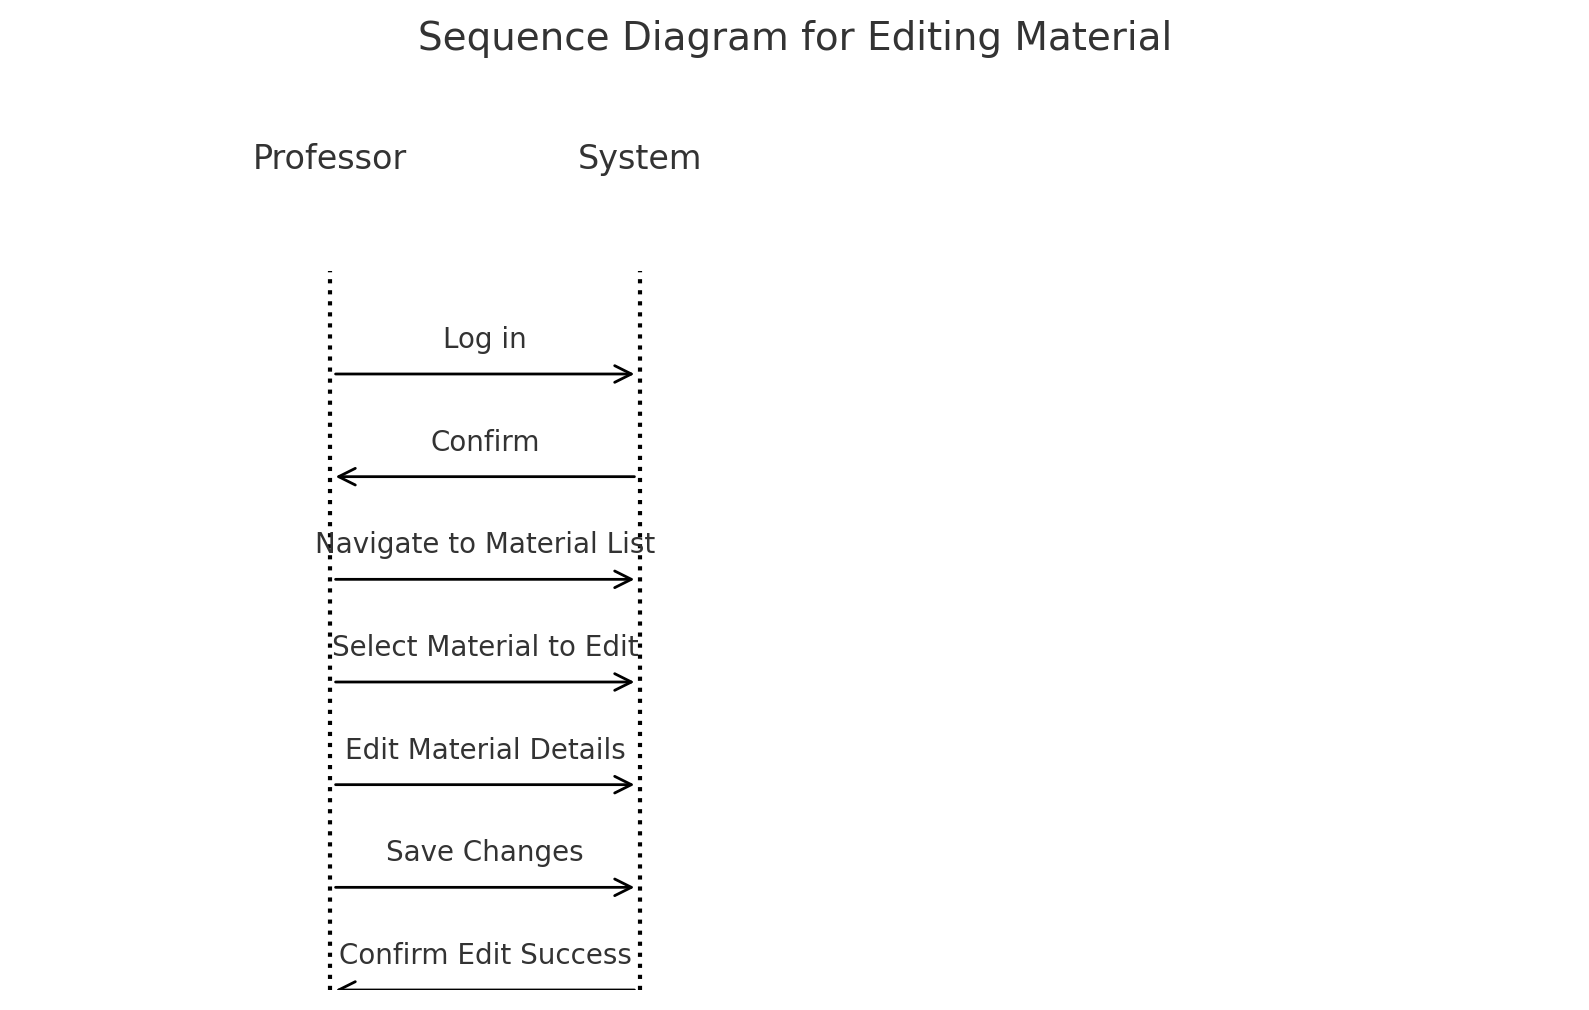 Sequence Diagram for Editing Material
Professor System
Log in
Confirm
Navigate to Material List
Select Material to Edit
Edit Material Details
Save Changes
Confirm Edit Success